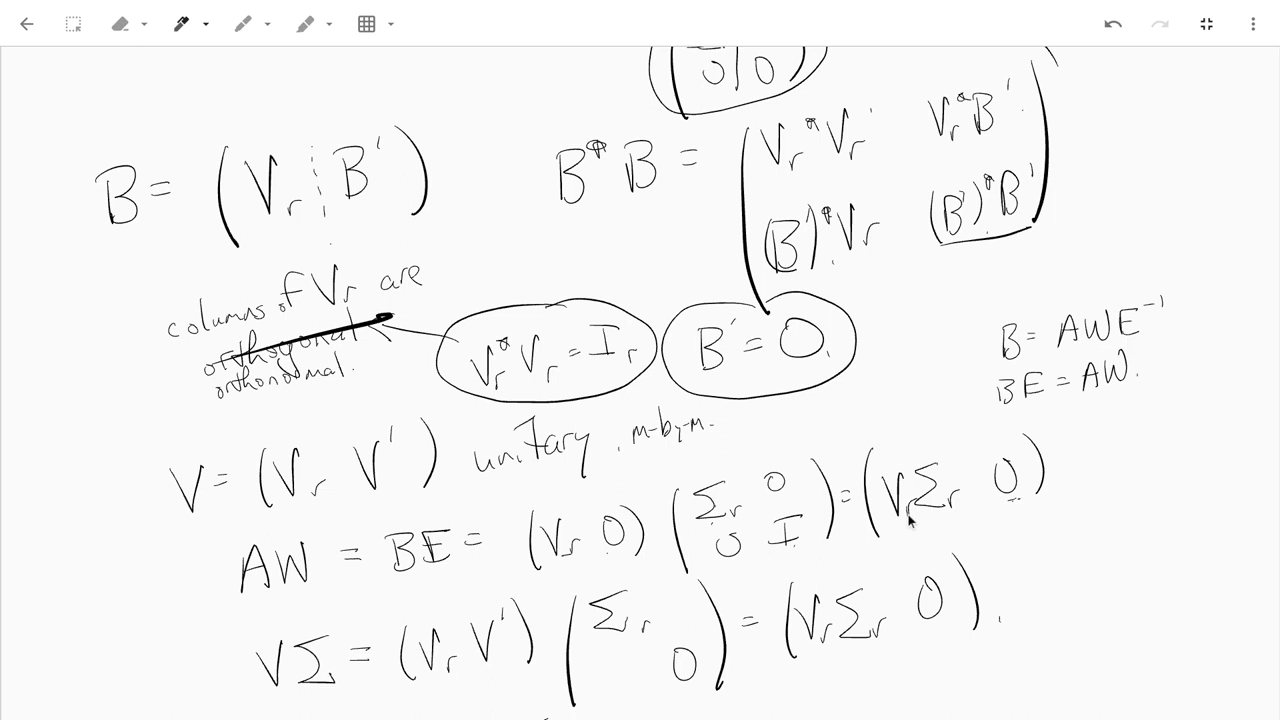 0 | 0
B = (V_r ⋮ B')
B* B = ( V_r* V_r   V_r* B'
(B')* V_r   (B')* B' )
columns of V_r are
orthogonal
orthonormal.
V_r* V_r = I_r
B' = 0.
B = AWE^{-1}
BE = AW.
V = (V_r V') unitary. m-by-m.
AW = BE = (V_r 0) ( Σ_r 0
0 I ) = (V_r Σ_r 0)
VΣ = (V_r V') ( Σ_r
0 ) = (V_r Σ_r 0).